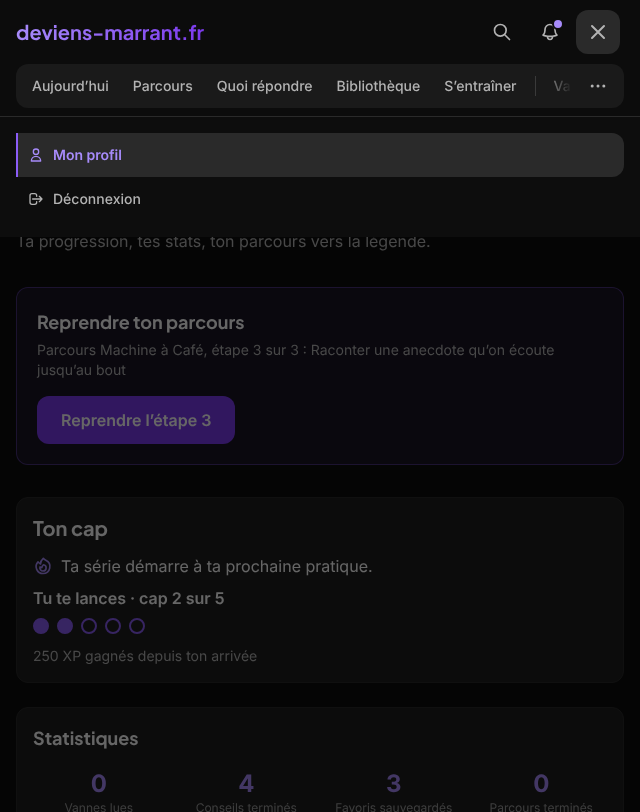 deviens-marrant.fr
Aujourd’hui Parcours Quoi répondre Bibliothèque S’entraîner Va
Mon profil
Déconnexion
Ta progression, tes stats, ton parcours vers la légende.
Reprendre ton parcours
Parcours Machine à Café, étape 3 sur 3 : Raconter une anecdote qu’on écoute
jusqu’au bout
Reprendre l’étape 3
Ton cap
Ta série démarre à ta prochaine pratique.
Tu te lances · cap 2 sur 5
250 XP gagnés depuis ton arrivée
Statistiques
0 4 3 0
Vannes lues Conseils terminés Favoris sauvegardés Parcours terminés